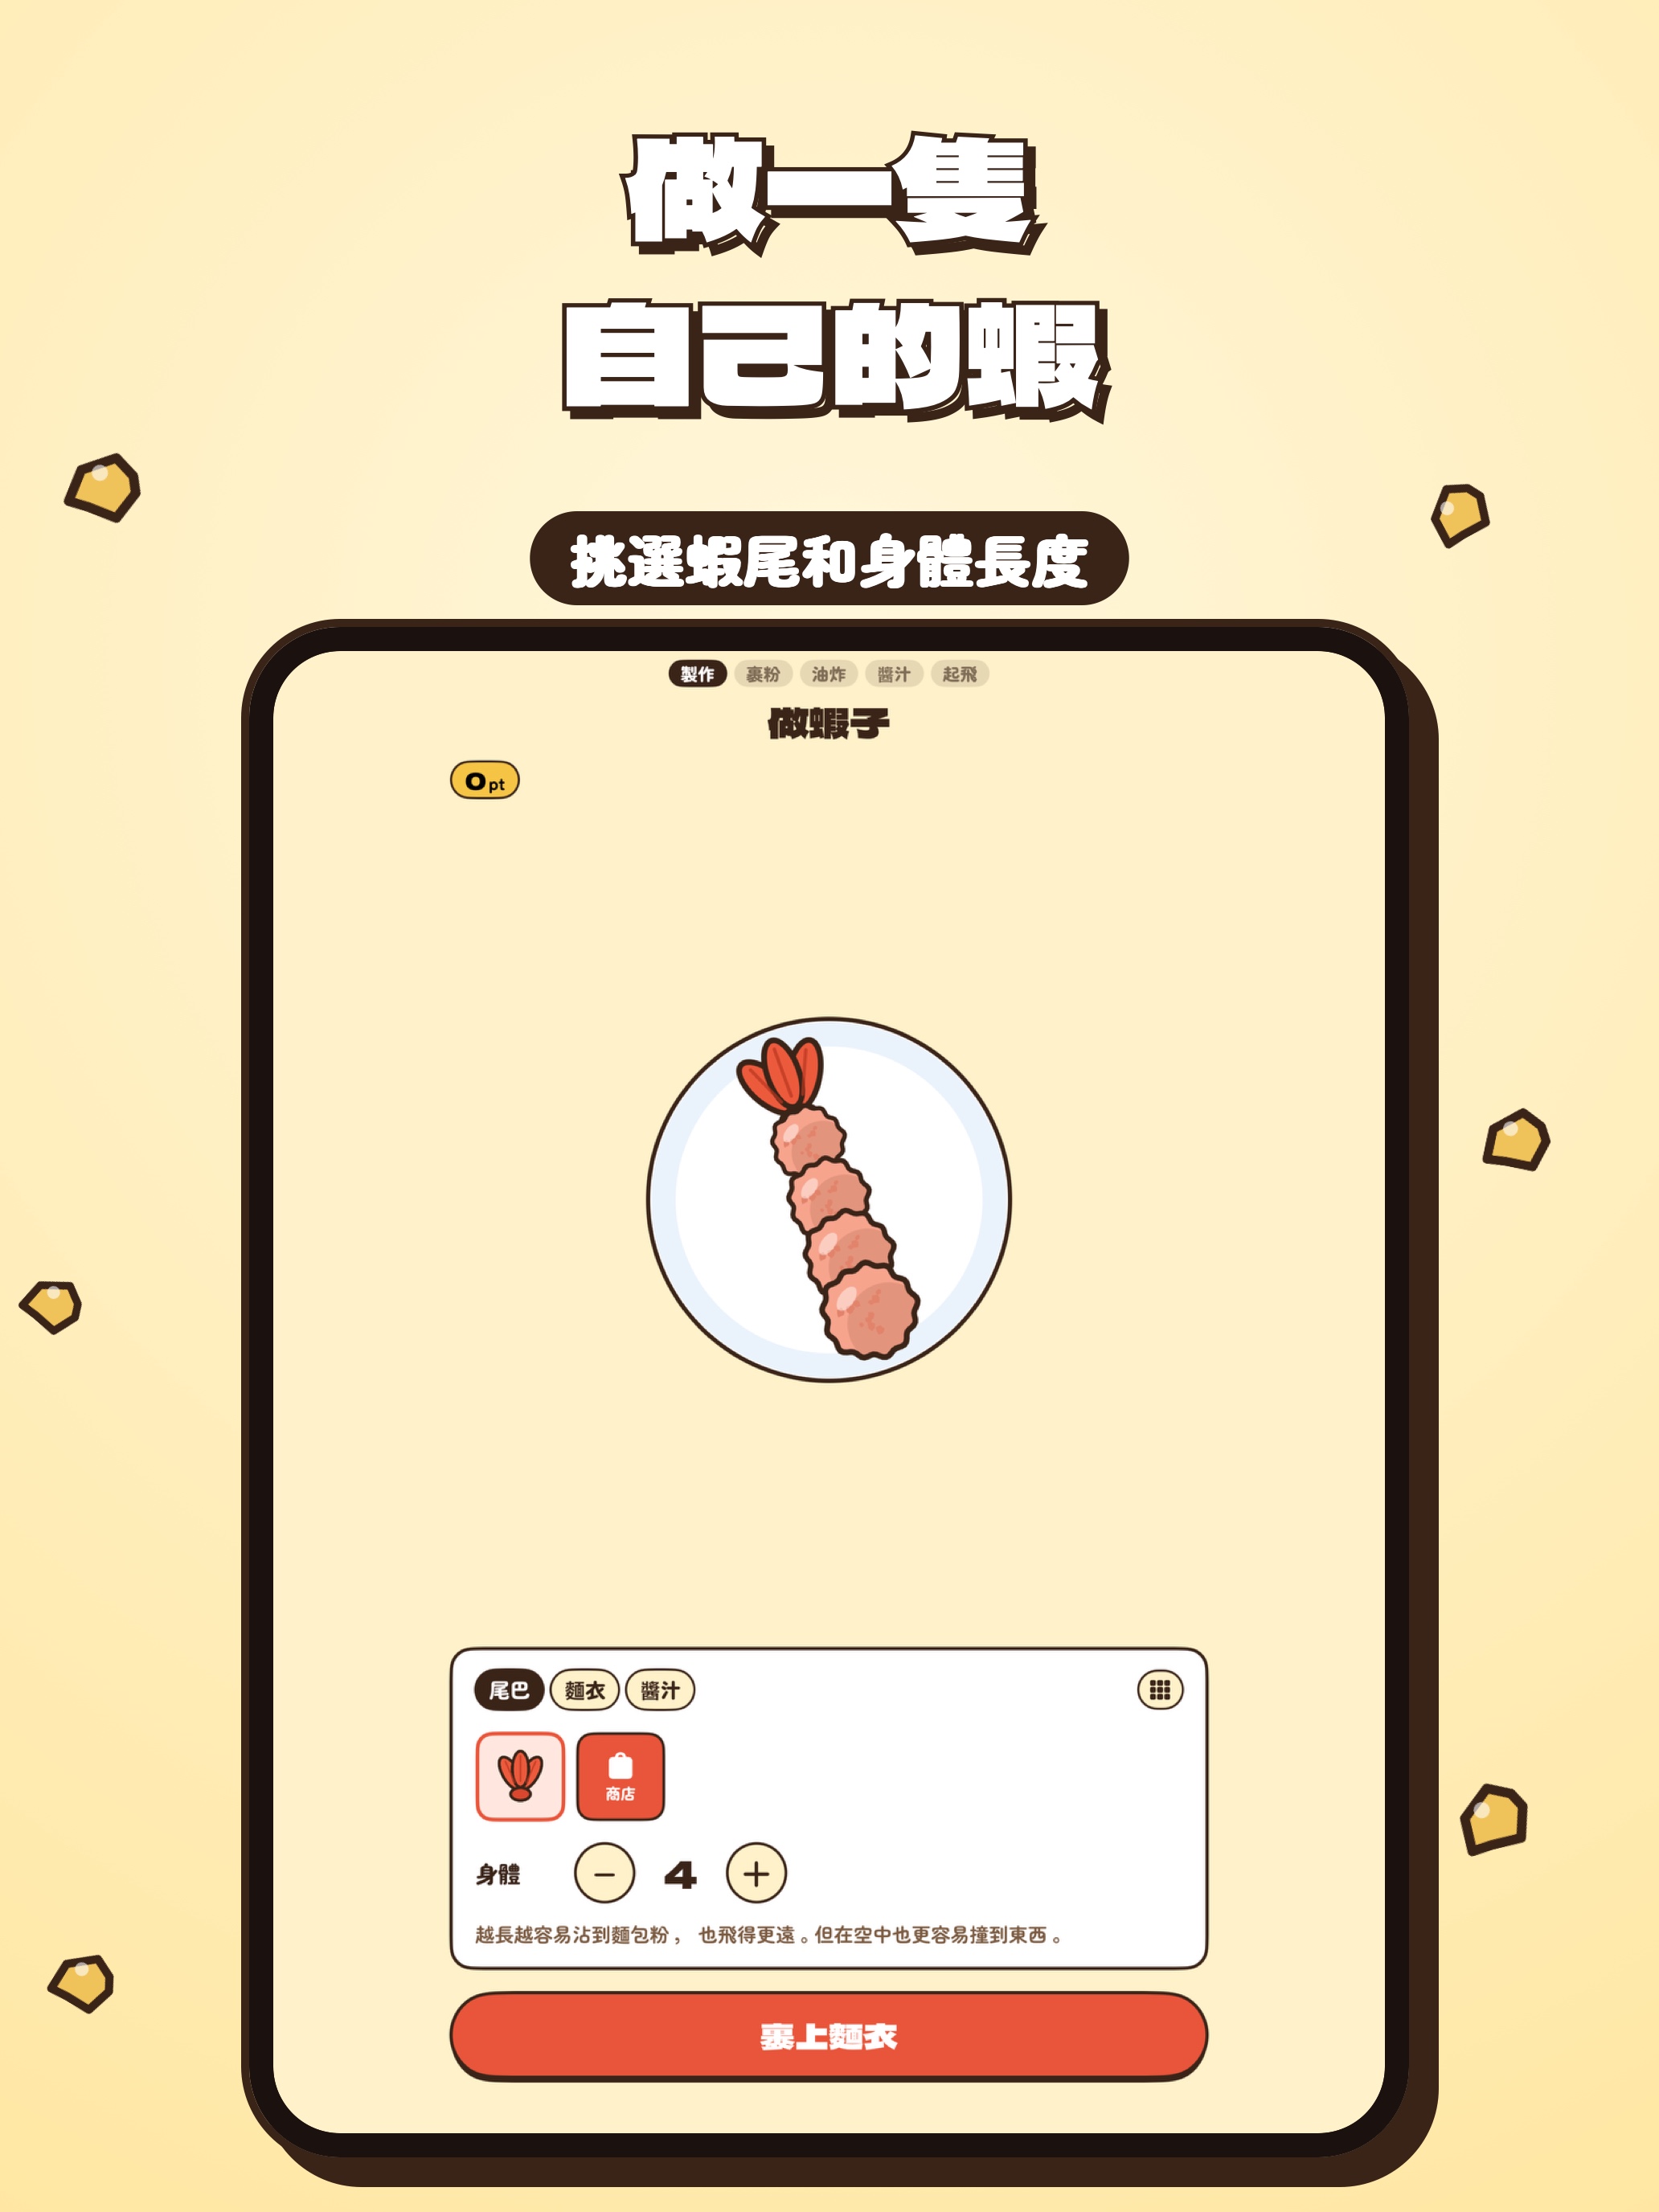 做一隻
自己的蝦
挑選蝦尾和身體長度
製作 裹粉 油炸 醬汁 起飛
做蝦子
0pt
尾巴 麵衣 醬汁
商店
身體 − 4 +
越長越容易沾到麵包粉， 也飛得更遠。但在空中也更容易撞到東西。
裹上麵衣